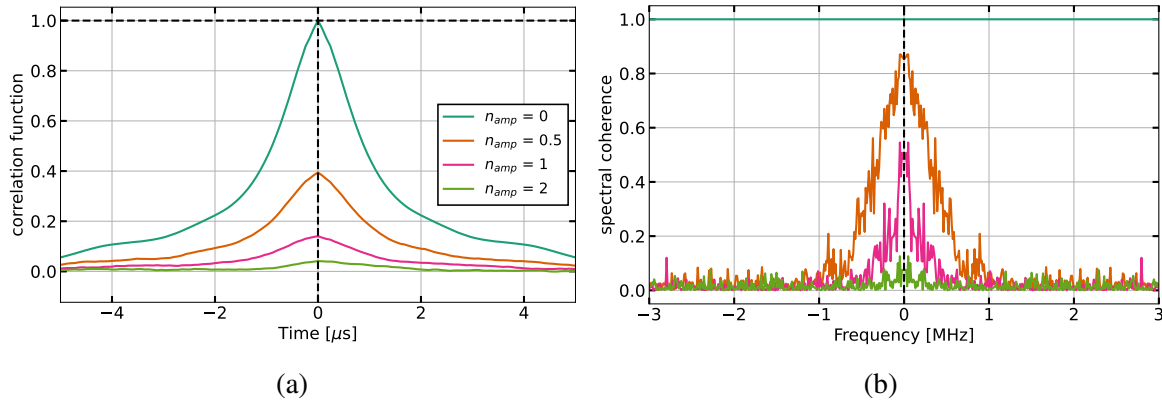 correlation function
1.0
0.8
0.6
0.4
0.2
0.0
−4
−2
0
2
4
Time [μs]
n_amp = 0
n_amp = 0.5
n_amp = 1
n_amp = 2
(a)
spectral coherence
1.0
0.8
0.6
0.4
0.2
0.0
−3
−2
−1
0
1
2
3
Frequency [MHz]
(b)